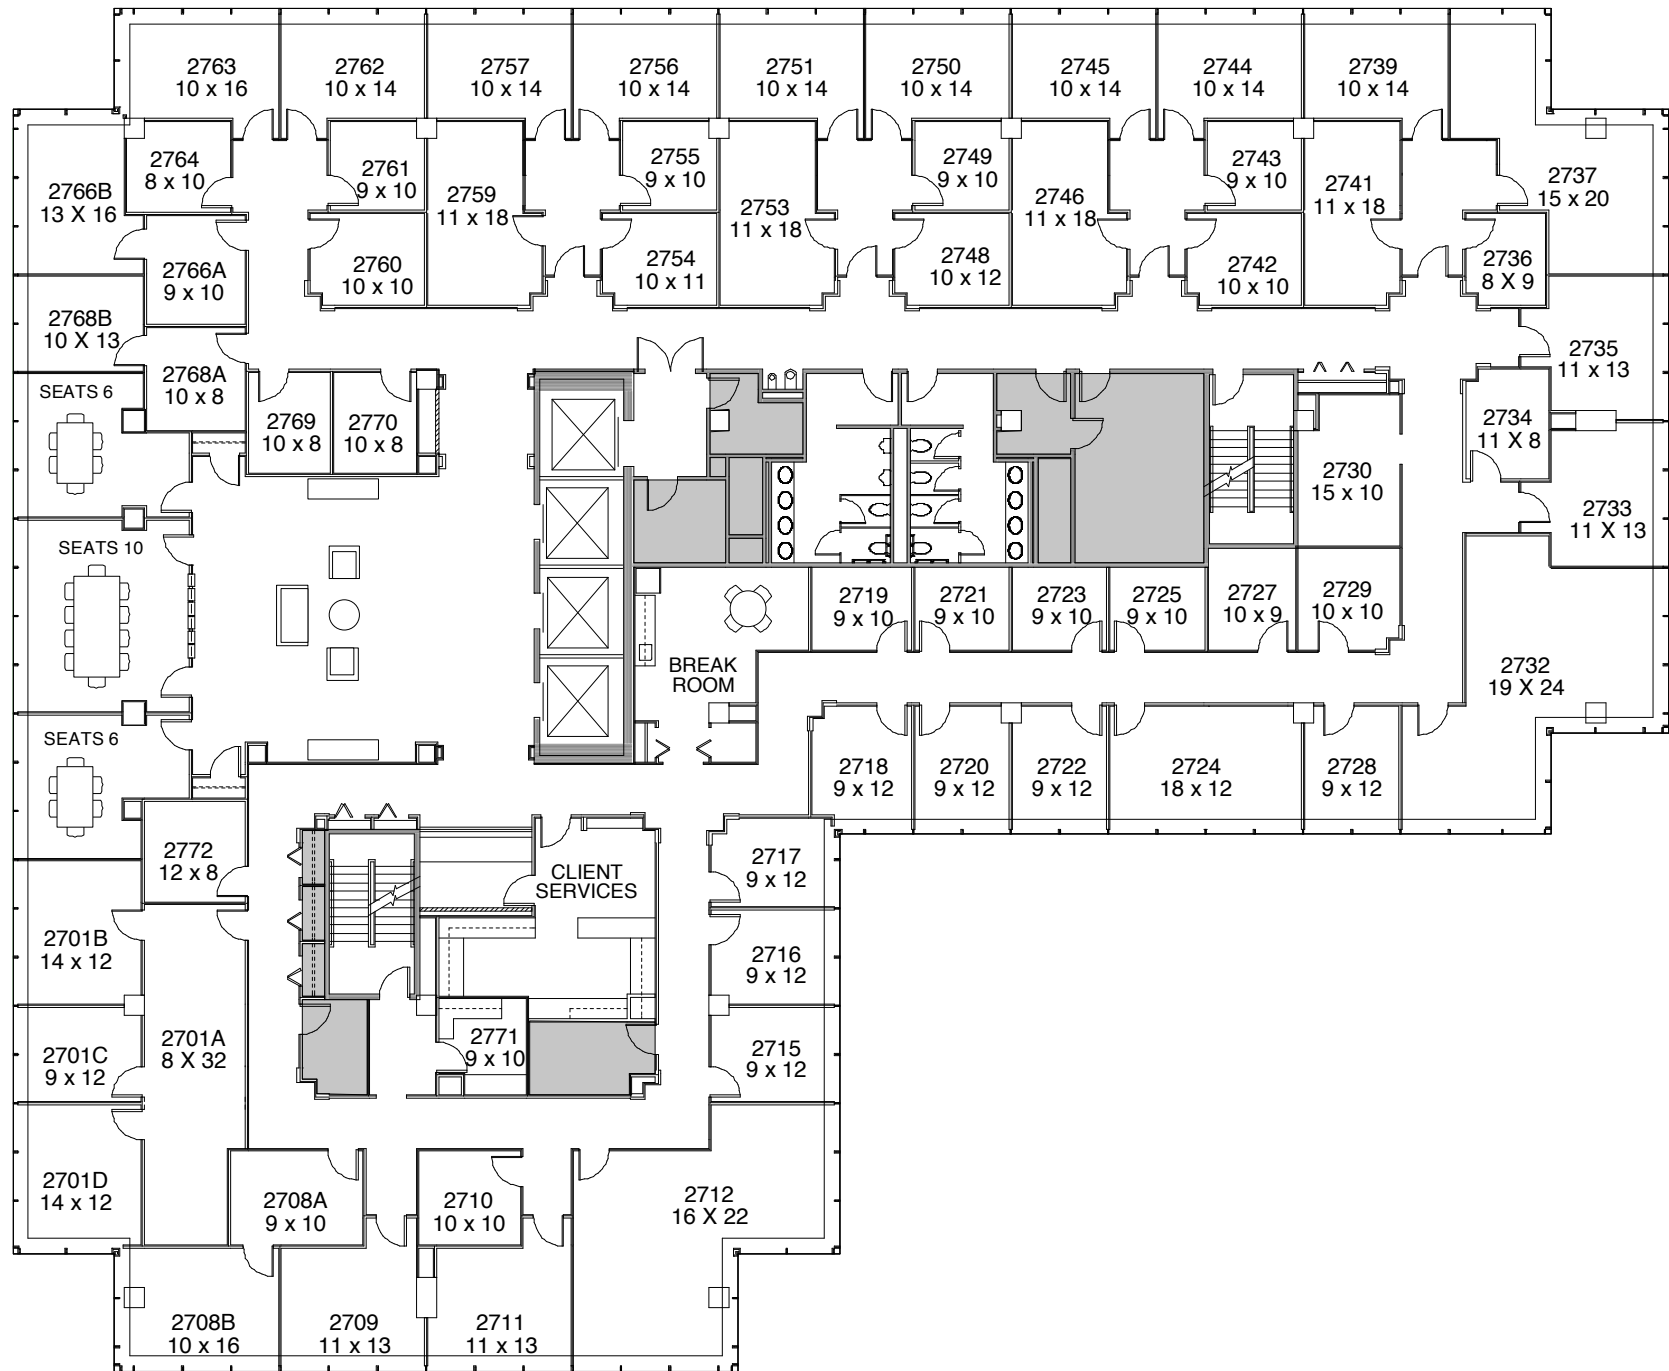 2763
10 x 16
2762
10 x 14
2757
10 x 14
2756
10 x 14
2751
10 x 14
2750
10 x 14
2745
10 x 14
2744
10 x 14
2739
10 x 14
2764
8 x 10
2761
9 x 10
2755
9 x 10
2749
9 x 10
2743
9 x 10
2766B
13 X 16
2759
11 x 18
2753
11 x 18
2746
11 x 18
2741
11 x 18
2737
15 x 20
2766A
9 x 10
2760
10 x 10
2754
10 x 11
2748
10 x 12
2742
10 x 10
2736
8 X 9
2768B
10 X 13
2768A
10 x 8
2735
11 x 13
SEATS 6
2769
10 x 8
2770
10 x 8
2734
11 X 8
2730
15 x 10
2733
11 X 13
SEATS 10
2719
9 x 10
2721
9 x 10
2723
9 x 10
2725
9 x 10
2727
10 x 9
2729
10 x 10
BREAK
ROOM
2732
19 X 24
SEATS 6
2718
9 x 12
2720
9 x 12
2722
9 x 12
2724
18 x 12
2728
9 x 12
2772
12 x 8
CLIENT
SERVICES
2717
9 x 12
2701B
14 x 12
2716
9 x 12
2701C
9 x 12
2701A
8 X 32
2771
9 x 10
2715
9 x 12
2701D
14 x 12
2708A
9 x 10
2710
10 x 10
2712
16 X 22
2708B
10 x 16
2709
11 x 13
2711
11 x 13